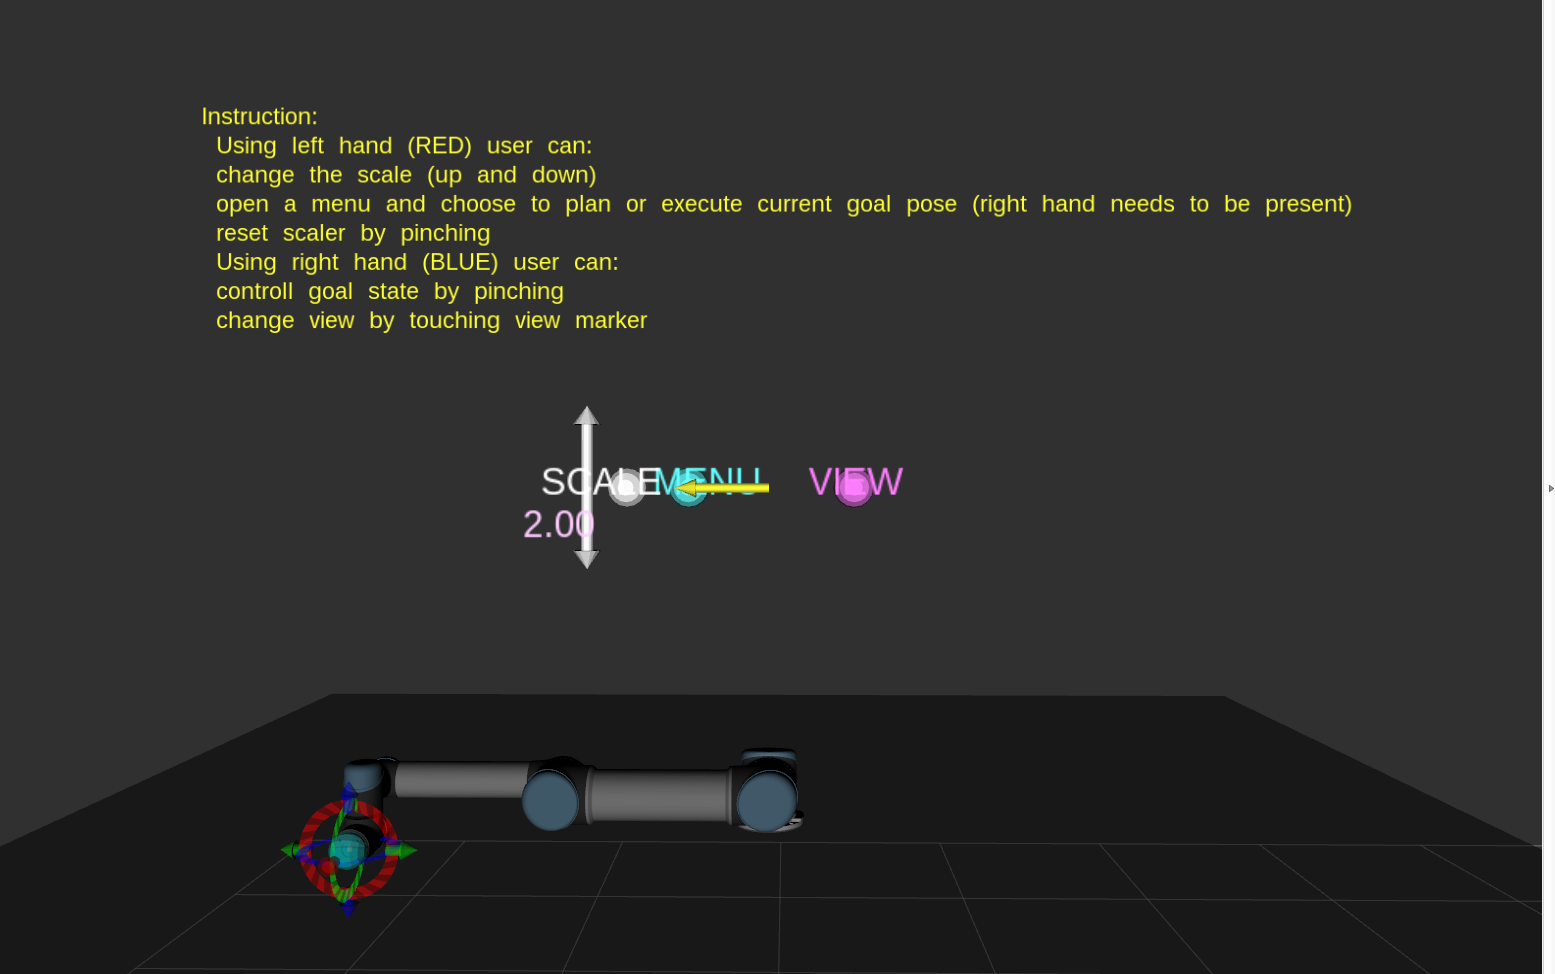 Instruction:
Using left hand (RED) user can:
change the scale (up and down)
open a menu and choose to plan or execute current goal pose (right hand needs to be present)
reset scaler by pinching
Using right hand (BLUE) user can:
controll goal state by pinching
change view by touching view marker
SCALE MENU VIEW
2.00